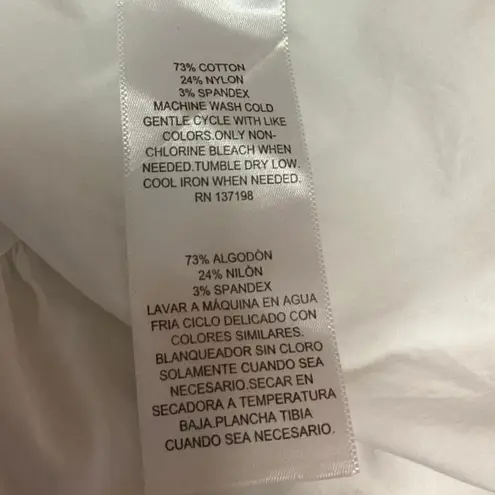 73% COTTON
24% NYLON
3% SPANDEX
MACHINE WASH COLD
GENTLE CYCLE WITH LIKE
COLORS.ONLY NON-
CHLORINE BLEACH WHEN
NEEDED.TUMBLE DRY LOW.
COOL IRON WHEN NEEDED.
RN 137198
73% ALGODÒN
24% NILÒN
3% SPANDEX
LAVAR A MÁQUINA EN AGUA
FRIA CICLO DELICADO CON
COLORES SIMILARES.
BLANQUEADOR SIN CLORO
SOLAMENTE CUANDO SEA
NECESARIO.SECAR EN
SECADORA A TEMPERATURA
BAJA.PLANCHA TIBIA
CUANDO SEA NECESARIO.